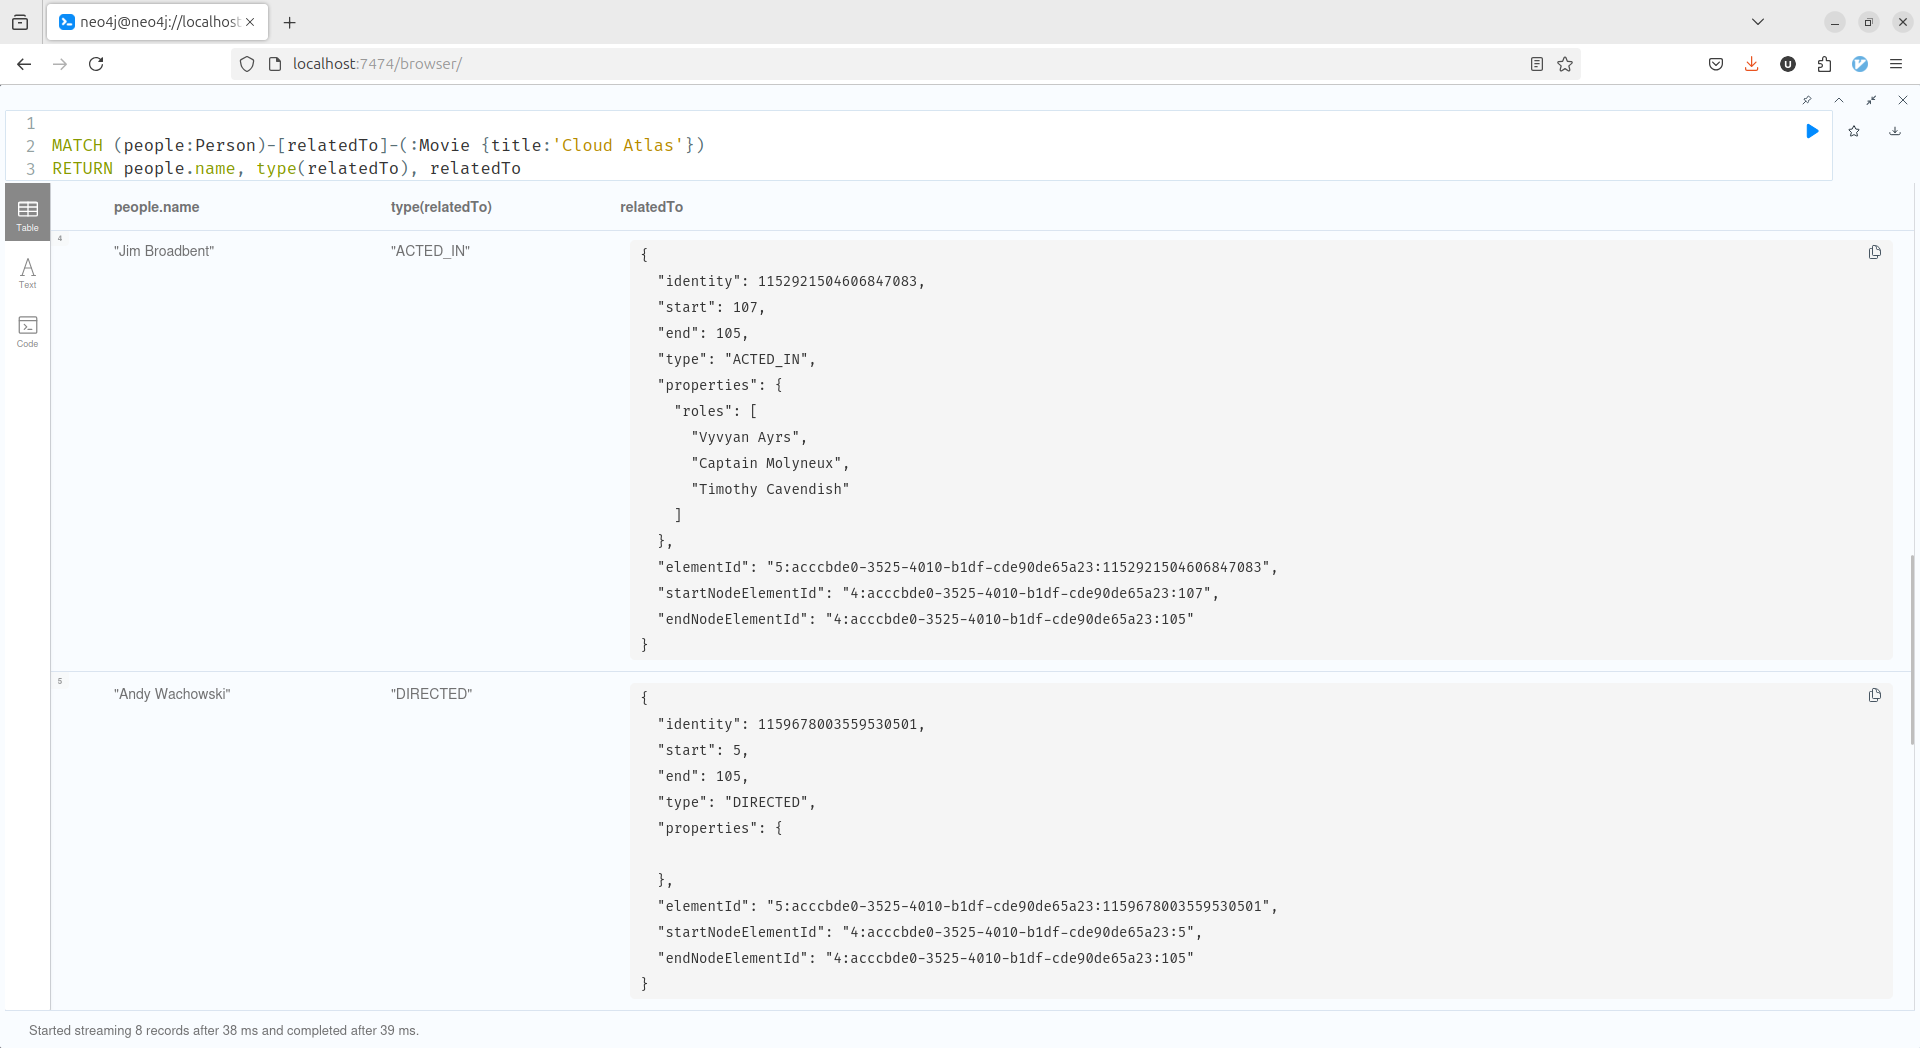 neo4j@neo4j://localhost
localhost:7474/browser/
1
2 MATCH (people:Person)-[relatedTo]-(:Movie {title:'Cloud Atlas'})
3 RETURN people.name, type(relatedTo), relatedTo
Table
Text
Code
people.name type(relatedTo) relatedTo
4
"Jim Broadbent" "ACTED_IN"
{
"identity": 1152921504606847083,
"start": 107,
"end": 105,
"type": "ACTED_IN",
"properties": {
"roles": [
"Vyvyan Ayrs",
"Captain Molyneux",
"Timothy Cavendish"
]
},
"elementId": "5:acccbde0-3525-4010-b1df-cde90de65a23:1152921504606847083",
"startNodeElementId": "4:acccbde0-3525-4010-b1df-cde90de65a23:107",
"endNodeElementId": "4:acccbde0-3525-4010-b1df-cde90de65a23:105"
}
5
"Andy Wachowski" "DIRECTED"
{
"identity": 1159678003559530501,
"start": 5,
"end": 105,
"type": "DIRECTED",
"properties": {
},
"elementId": "5:acccbde0-3525-4010-b1df-cde90de65a23:1159678003559530501",
"startNodeElementId": "4:acccbde0-3525-4010-b1df-cde90de65a23:5",
"endNodeElementId": "4:acccbde0-3525-4010-b1df-cde90de65a23:105"
}
Started streaming 8 records after 38 ms and completed after 39 ms.